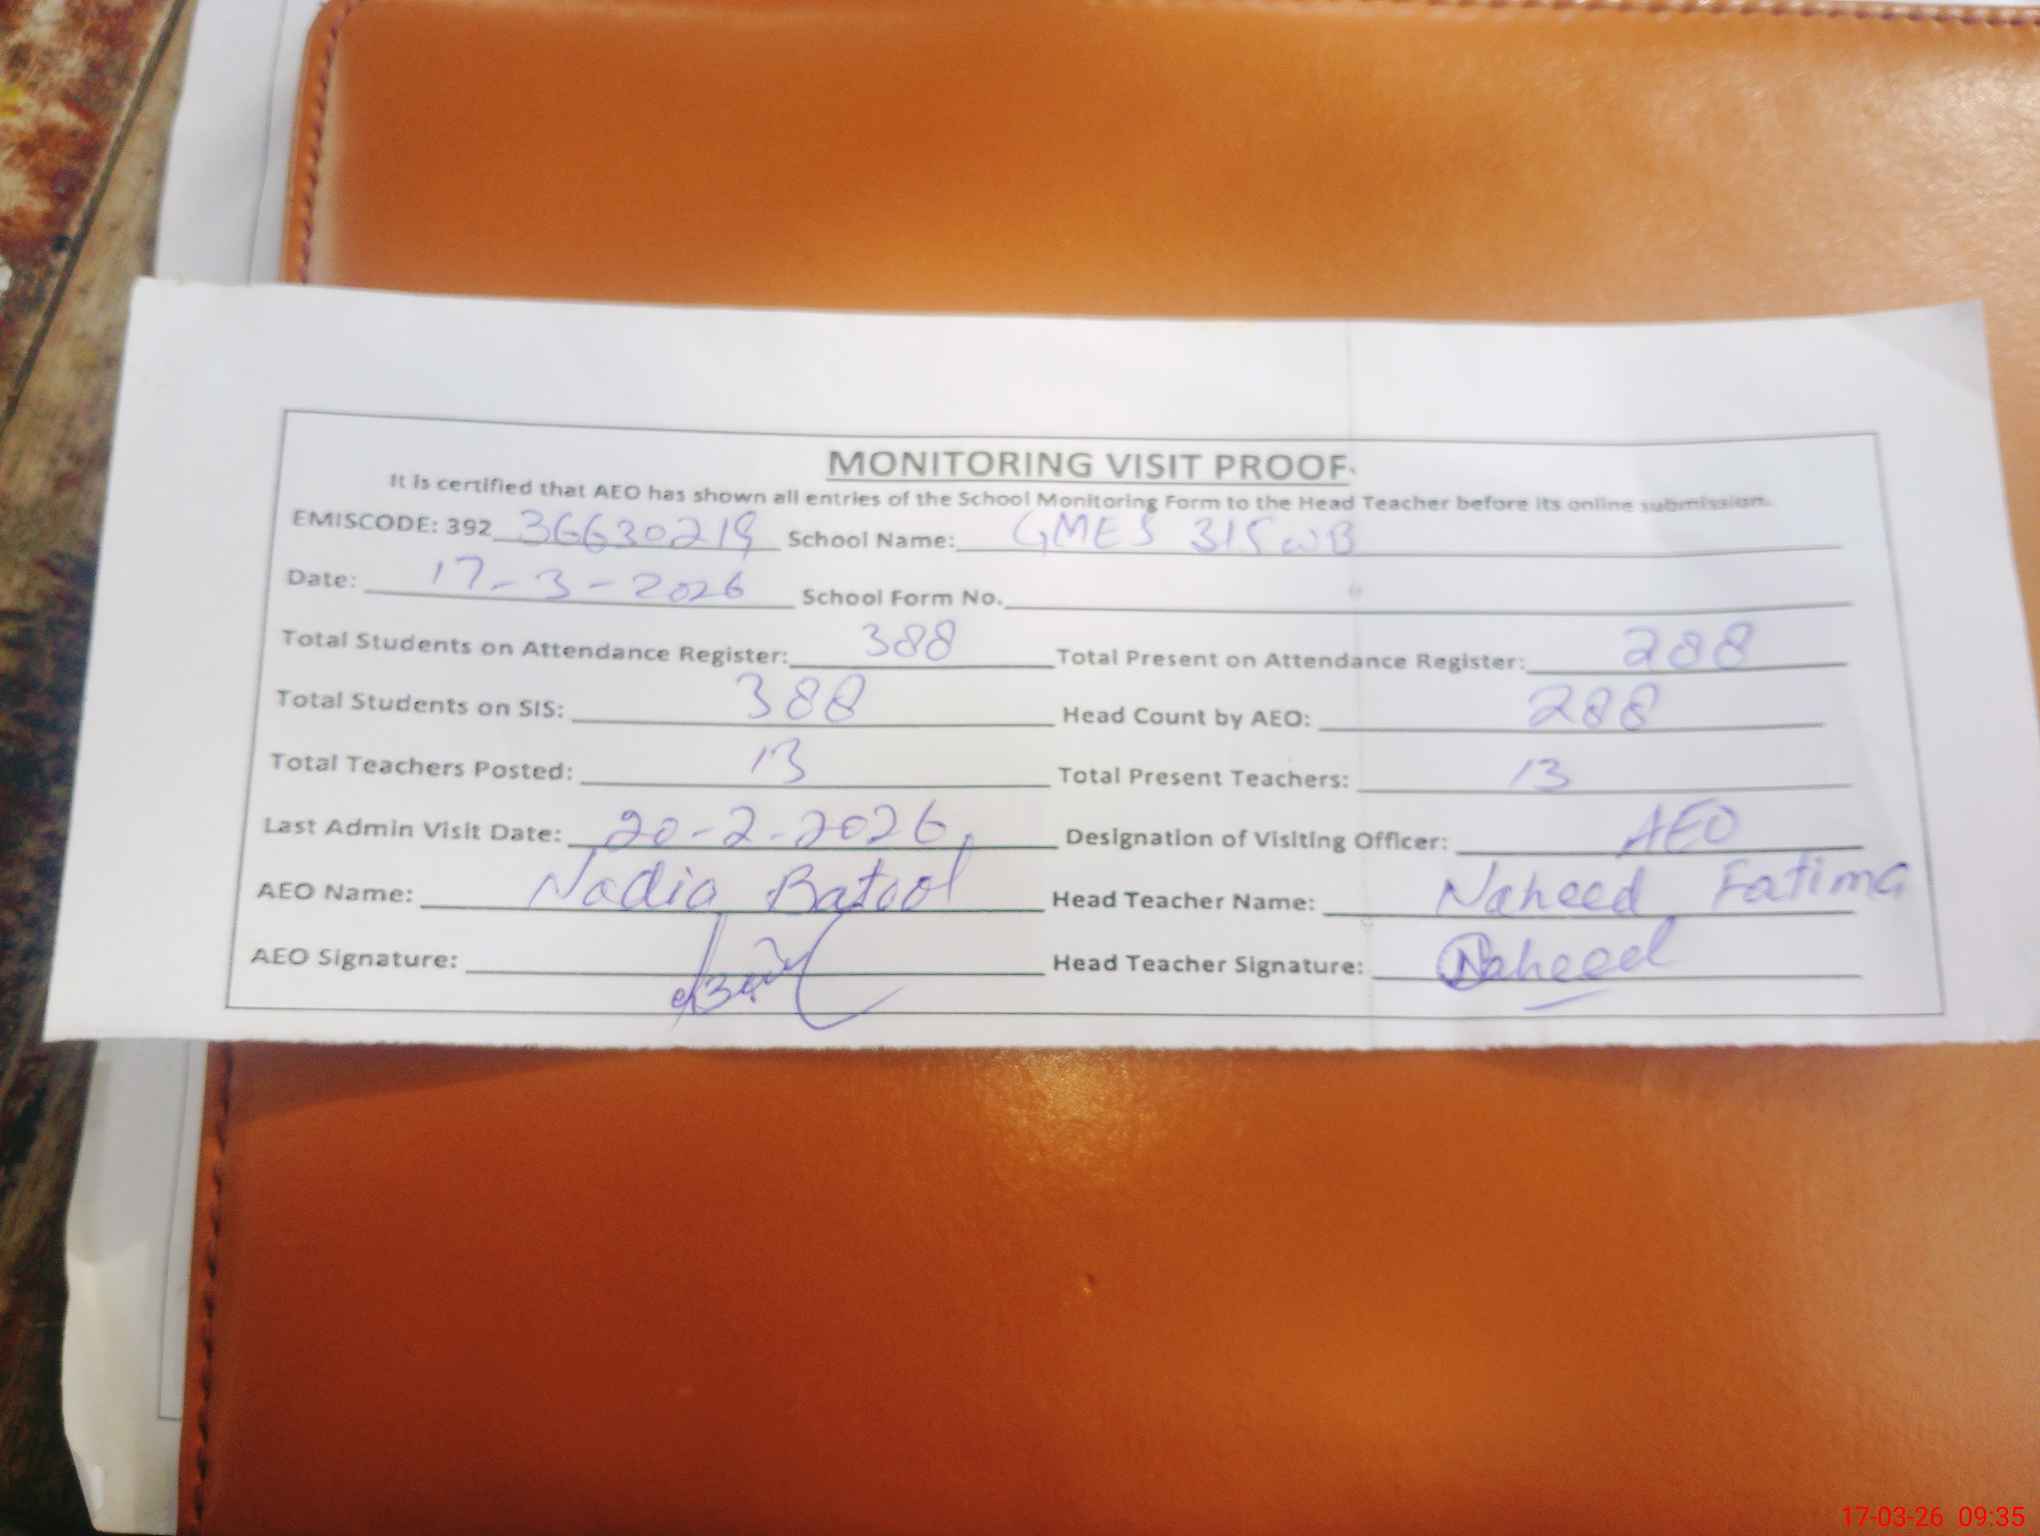 MONITORING VISIT PROOF
It is certified that AEO has shown all entries of the School Monitoring Form to the Head Teacher before its online submission.
EMISCODE: 392 36630219 School Name: GMES 315 WB
Date: 17-3-2026 School Form No.
Total Students on Attendance Register: 388 Total Present on Attendance Register: 288
Total Students on SIS: 388 Head Count by AEO: 288
Total Teachers Posted: 13 Total Present Teachers: 13
Last Admin Visit Date: 20-2-2026 Designation of Visiting Officer: AEO
AEO Name: Nadia Batool Head Teacher Name: Naheed Fatima
AEO Signature: Head Teacher Signature: Naheed
17-03-26 09:35